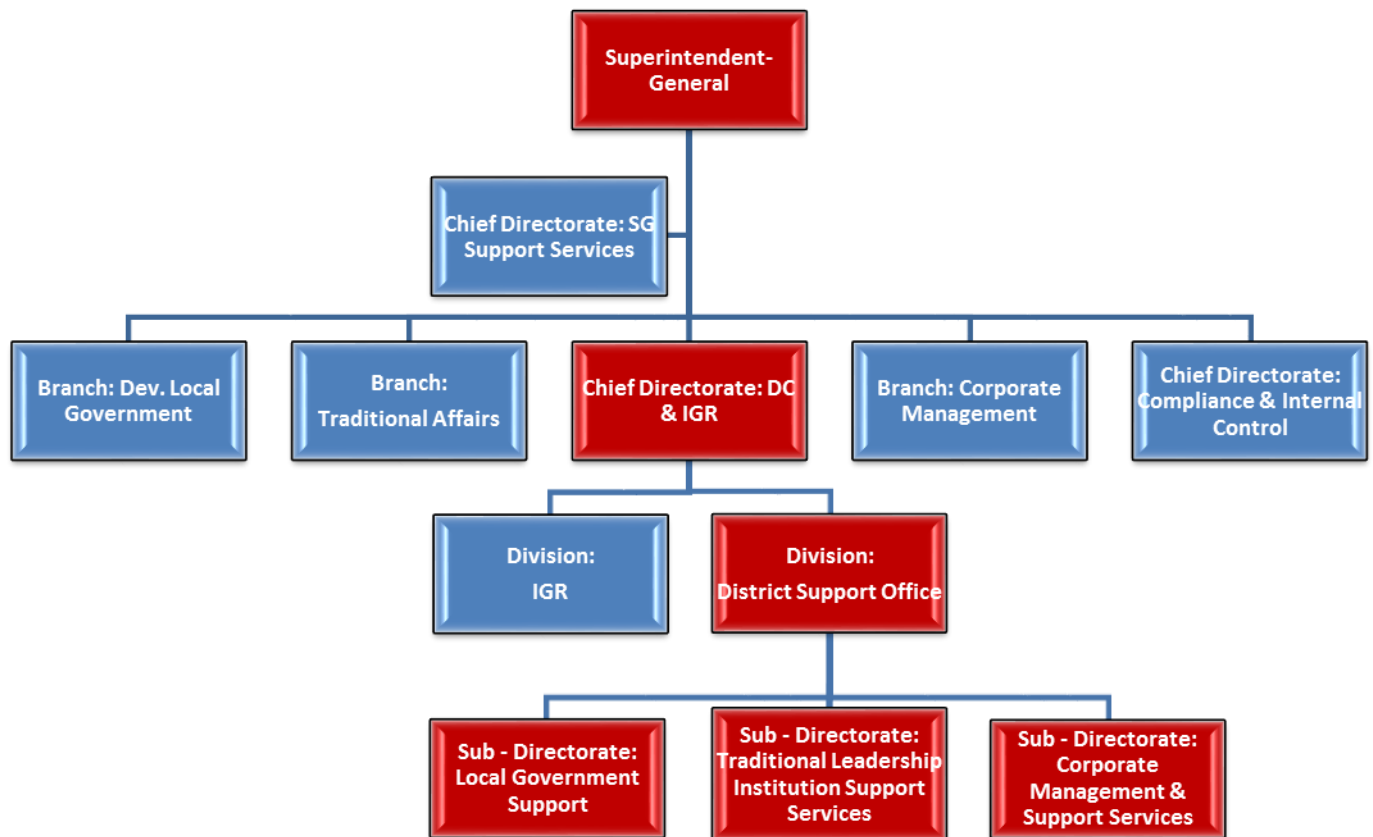 Superintendent-
General
Chief Directorate: SG
Support Services
Branch: Dev. Local
Government
Branch:
Traditional Affairs
Chief Directorate: DC
& IGR
Branch: Corporate
Management
Chief Directorate:
Compliance & Internal
Control
Division:
IGR
Division:
District Support Office
Sub - Directorate:
Local Government
Support
Sub - Directorate:
Traditional Leadership
Institution Support
Services
Sub - Directorate:
Corporate
Management &
Support Services